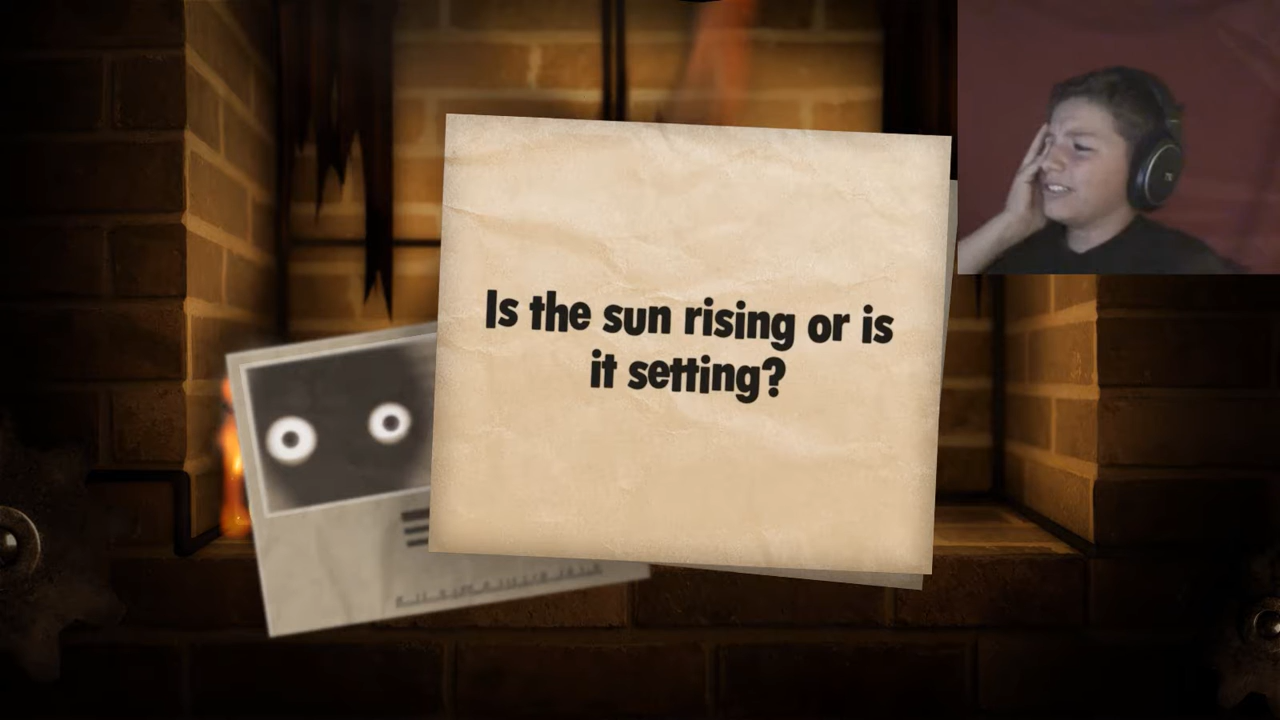 Is the sun rising or is
it setting?